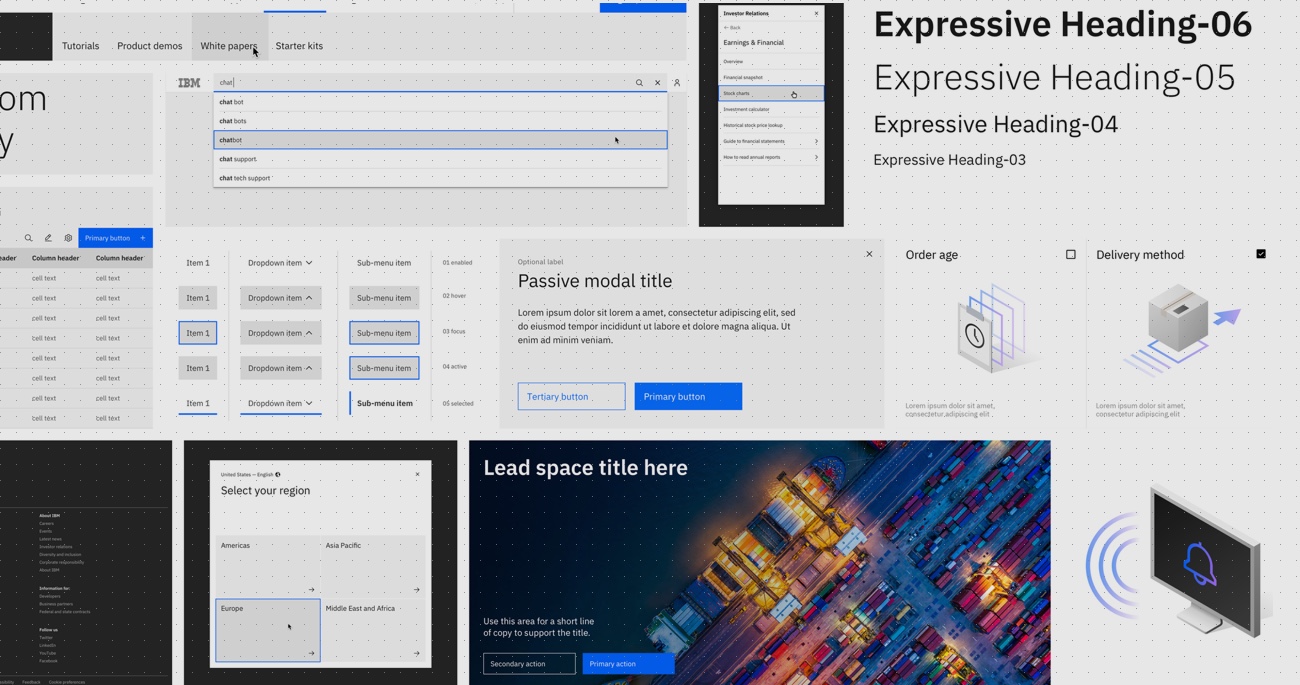 Tutorials
Product demos
White papers
Starter kits
om
y
IBM
chat
chat bot
chat bots
chatbot
chat support
chat tech support
Investor Relations
Back
Earnings & Financial
Overview
Financial snapshot
Stock charts
Investment calculator
Historical stock price lookup
Guide to financial statements
How to read annual reports
Expressive Heading-06
Expressive Heading-05
Expressive Heading-04
Expressive Heading-03
Primary button +
eader Column header Column header
cell text cell text
cell text cell text
cell text cell text
cell text cell text
cell text cell text
cell text cell text
cell text cell text
cell text cell text
Item 1 Dropdown item Sub-menu item 01 enabled
Item 1 Dropdown item Sub-menu item 02 hover
Item 1 Dropdown item Sub-menu item 03 focus
Item 1 Dropdown item Sub-menu item 04 active
Item 1 Dropdown item Sub-menu item 05 selected
Optional label
Passive modal title
Lorem ipsum dolor sit lorem a amet, consectetur adipiscing elit, sed
do eiusmod tempor incididunt ut labore et dolore magna aliqua. Ut
enim ad minim veniam.
Tertiary button
Primary button
Order age
Lorem ipsum dolor sit amet,
consectetur adipiscing elit .
Delivery method
Lorem ipsum dolor sit amet,
consectetur adipiscing elit .
About IBM
Careers
Events
Latest news
Investor relations
Diversity and inclusion
Corporate responsibility
About IBM
Information for:
Developers
Business partners
Federal and state contracts
Follow us
Twitter
LinkedIn
YouTube
Facebook
Feedback
Cookie preferences
United States — English
Select your region
Americas
Asia Pacific
Europe
Middle East and Africa
Lead space title here
Use this area for a short line
of copy to support the title.
Secondary action
Primary action